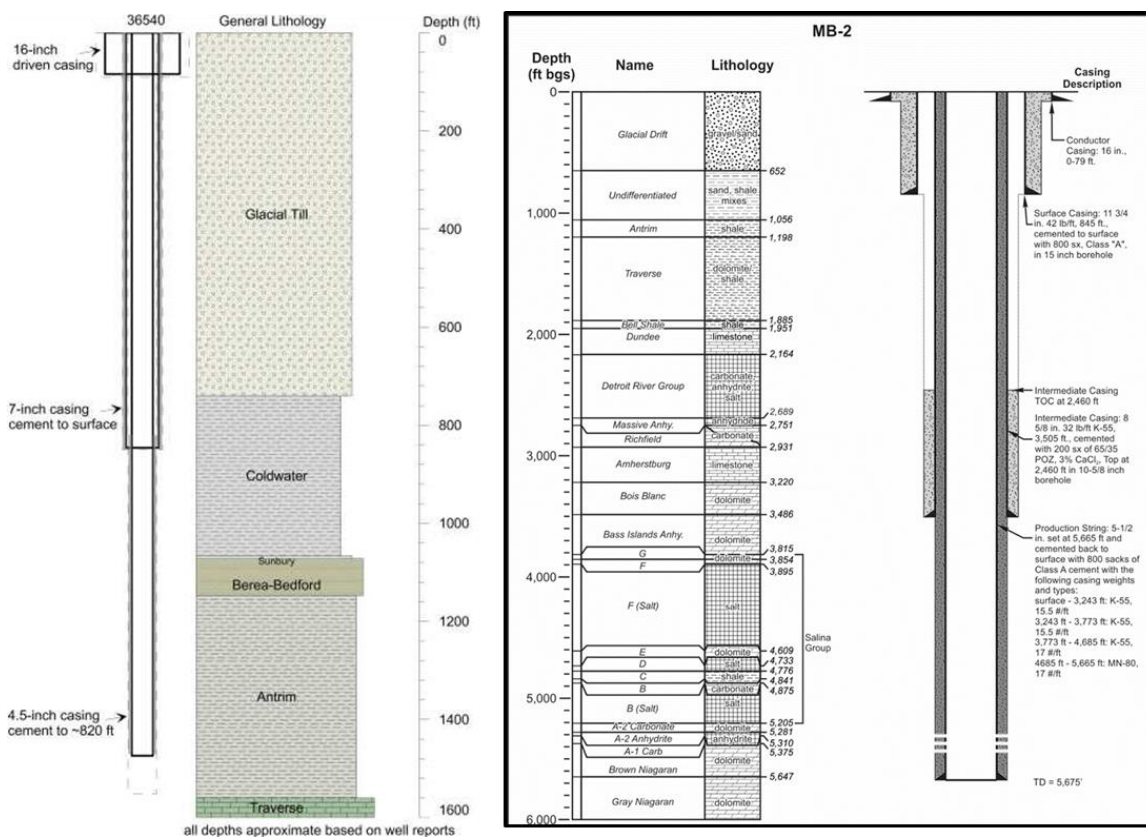 36540
General Lithology
Depth (ft)
16-inch
driven casing
7-inch casing
cement to surface
4.5-inch casing
cement to ~820 ft
Glacial Till
Coldwater
Sunbury
Berea-Bedford
Antrim
Traverse
0
200
400
600
800
1000
1200
1400
1600
all depths approximate based on well reports
MB-2
Depth
(ft bgs)
Name
Lithology
Casing
Description
0
1,000
2,000
3,000
4,000
5,000
6,000
Glacial Drift
Undifferentiated
Antrim
Traverse
Bell Shale
Dundee
Detroit River Group
Massive Anhy.
Richfield
Amherstburg
Bois Blanc
Bass Islands Anhy.
G
F
F (Salt)
E
D
C
B
B (Salt)
A-2 Carbonate
A-2 Anhydrite
A-1 Carb
Brown Niagaran
Gray Niagaran
gravel/sand
sand, shale
mixes
shale
dolomite/
shale
shale
limestone
carbonate,
anhydrite,
salt
anhydride
carbonate
limestone
dolomite
dolomite
dolomite
salt
dolomite
salt
shale
carbonate
salt
dolomite
anhydrite
dolomite
dolomite
652
1,056
1,198
1,885
1,951
2,164
2,689
2,751
2,931
3,220
3,486
3,815
3,854
3,895
4,609
4,733
4,776
4,841
4,875
5,205
5,281
5,310
5,375
5,647
Salina
Group
Conductor
Casing: 16 in.,
0-79 ft.
Surface Casing: 11 3/4
in. 42 lb/ft, 845 ft.,
cemented to surface
with 800 sx, Class "A",
in 15 inch borehole
Intermediate Casing
TOC at 2,460 ft
Intermediate Casing: 8
5/8 in. 32 lb/ft K-55,
3,505 ft., cemented
with 200 sx of 65/35
POZ, 3% CaCl₂, Top at
2,460 ft in 10-5/8 inch
borehole
Production String: 5-1/2
in. set at 5,665 ft and
cemented back to
surface with 800 sacks of
Class A cement with the
following casing weights
and types:
surface - 3,243 ft: K-55,
15.5 #/ft
3,243 ft - 3,773 ft: K-55,
15.5 #/ft
3,773 ft - 4,685 ft: K-55,
17 #/ft
4685 ft - 5,665 ft: MN-80,
17 #/ft
TD = 5,675'